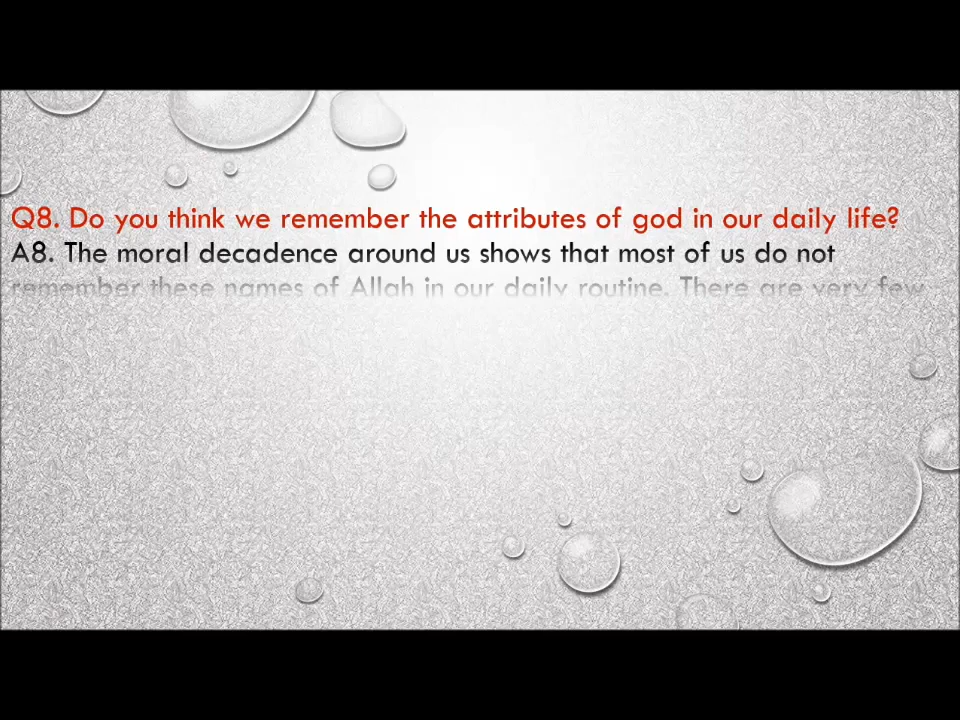 Q8. Do you think we remember the attributes of god in our daily life?
A8. The moral decadence around us shows that most of us do not
remember these names of Allah in our daily routine. There are very few